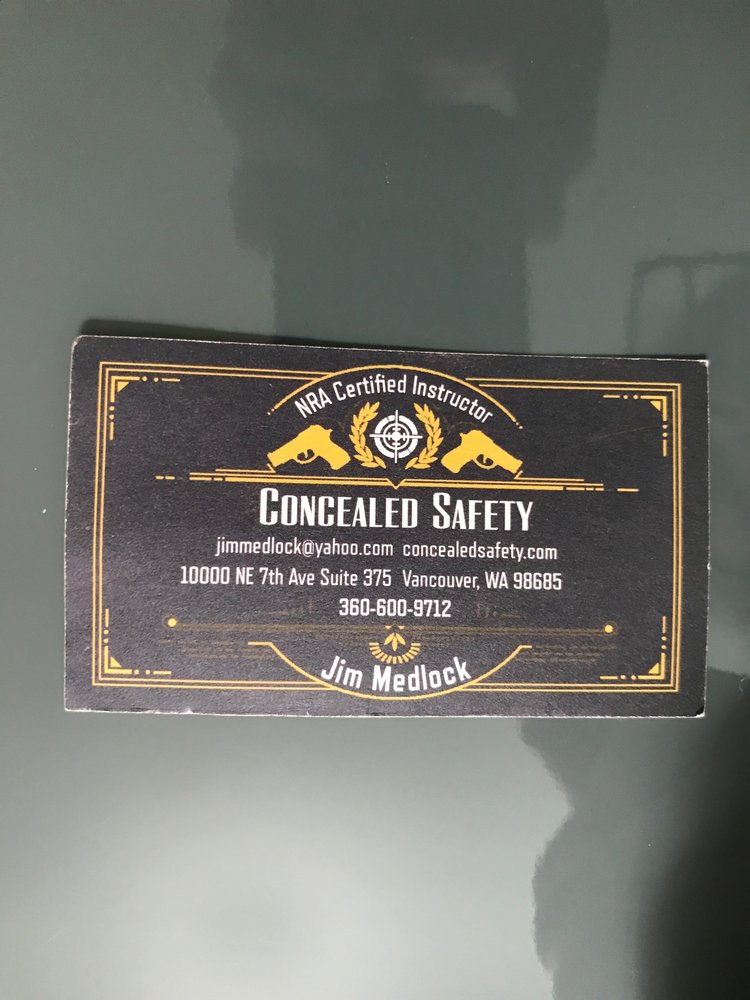 NRA Certified Instructor
CONCEALED SAFETY
jimmedlock@yahoo.com concealedsafety.com
10000 NE 7th Ave Suite 375 Vancouver, WA 98685
360-600-9712
Jim Medlock